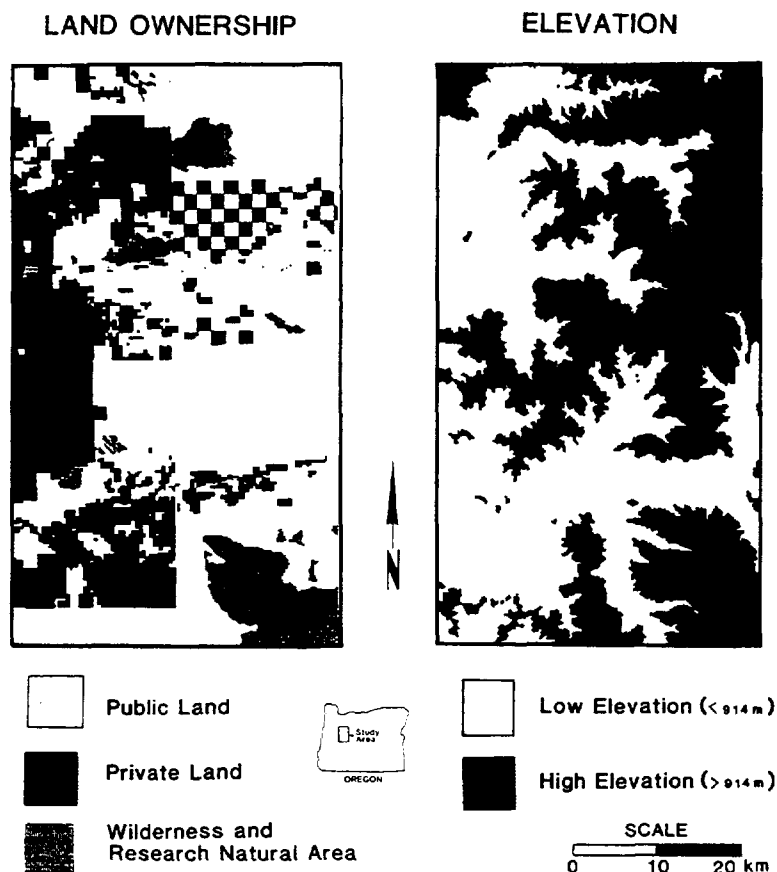 LAND OWNERSHIP
ELEVATION
N
Public Land
Private Land
Wilderness and
Research Natural Area
Study
Area
OREGON
Low Elevation (<914m)
High Elevation (>914m)
SCALE
0 10 20 km